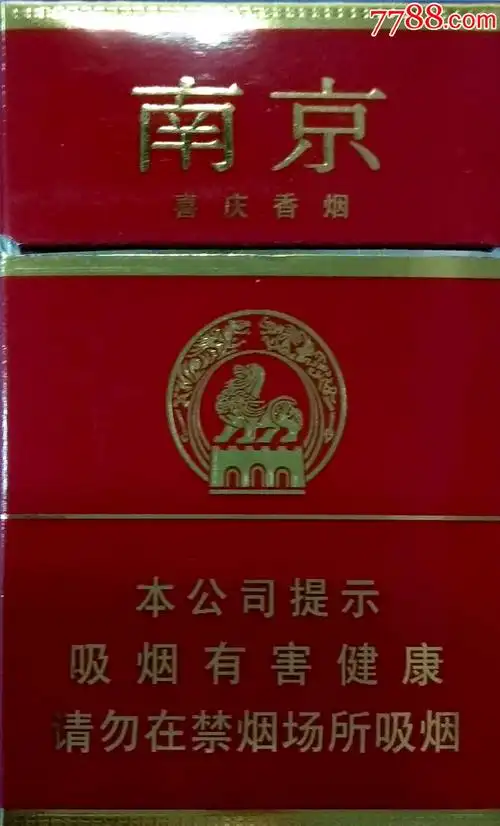 7788.com
南京
喜庆香烟
本公司提示
吸烟有害健康
请勿在禁烟场所吸烟